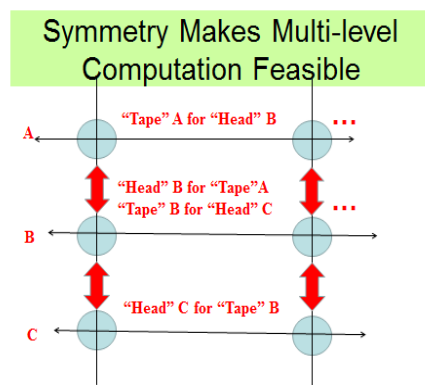 Symmetry Makes Multi-level
Computation Feasible
“Tape” A for “Head” B
...
A
“Head” B for “Tape”A
“Tape” B for “Head” C
...
B
“Head” C for “Tape” B
C